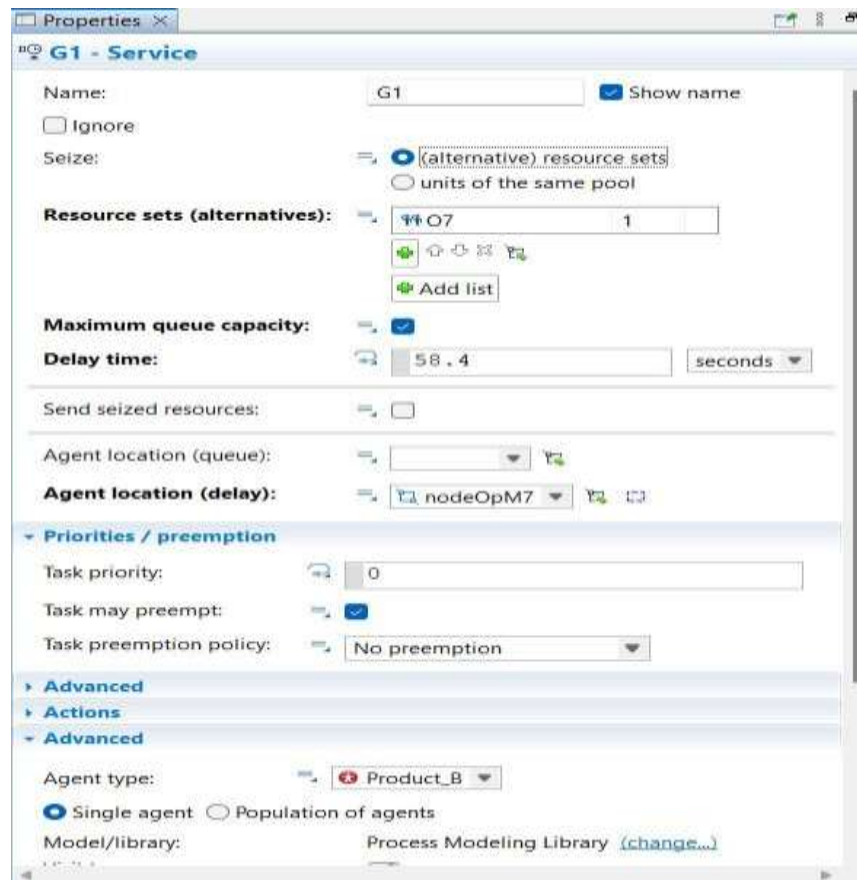 Properties
G1 - Service
Name: G1 Show name
Ignore
Seize: (alternative) resource sets
units of the same pool
Resource sets (alternatives): O7 1
Add list
Maximum queue capacity:
Delay time: 58.4 seconds
Send seized resources:
Agent location (queue):
Agent location (delay): nodeOpM7
Priorities / preemption
Task priority: 0
Task may preempt:
Task preemption policy: No preemption
Advanced
Actions
Advanced
Agent type: Product_B
Single agent Population of agents
Model/library: Process Modeling Library (change...)